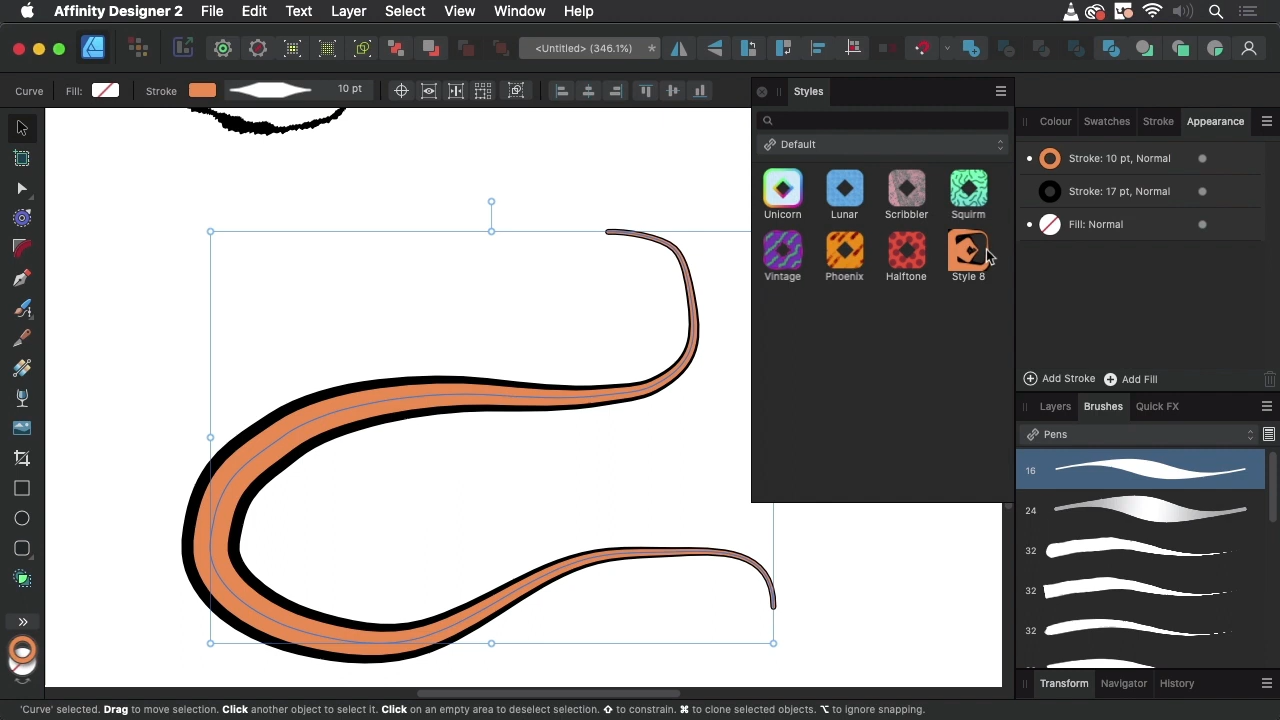 Affinity Designer 2 File Edit Text Layer Select View Window Help
<Untitled> (346.1%) *
Curve Fill: Stroke 10 pt
Styles
Default
Unicorn Lunar Scribbler Squirm
Vintage Phoenix Halftone Style 8
Colour Swatches Stroke Appearance
Stroke: 10 pt, Normal
Stroke: 17 pt, Normal
Fill: Normal
Add Stroke Add Fill
Layers Brushes Quick FX
Pens
16
24
32
32
32
Transform Navigator History
'Curve' selected. Drag to move selection. Click another object to select it. Click on an empty area to deselect selection. ⇧ to constrain. ⌘ to clone selected objects. ⌥ to ignore snapping.